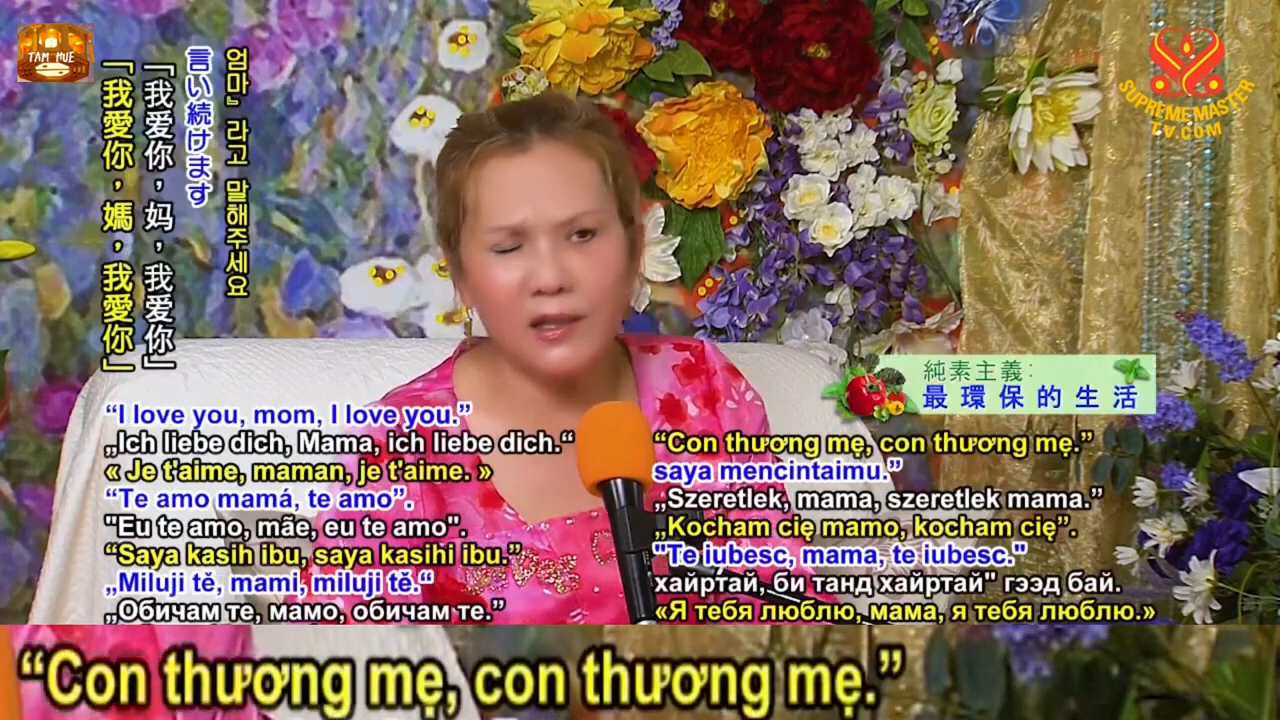 TAM HUE
SUPREME MASTER
TV.COM
엄마』라고 말해주세요
言い続けます
「我爱你，妈，我爱你」
「我愛你，媽，我愛你」
純素主義：
最環保的生活
“I love you, mom, I love you.”
„Ich liebe dich, Mama, ich liebe dich.“
« Je t'aime, maman, je t'aime. »
“Te amo mamá, te amo”.
"Eu te amo, mãe, eu te amo".
“Saya kasih ibu, saya kasihi ibu.”
„Miluji tě, mami, miluji tě.“
„Обичам те, мамо, обичам те.”
“Con thương mẹ, con thương mẹ.”
saya mencintaimu.”
„Szeretlek, mama, szeretlek mama.”
„Kocham cię mamo, kocham cię”.
"Te iubesc, mama, te iubesc."
хайртай, би танд хайртай" гээд бай.
«Я тебя люблю, мама, я тебя люблю.»
“Con thương mẹ, con thương mẹ.”